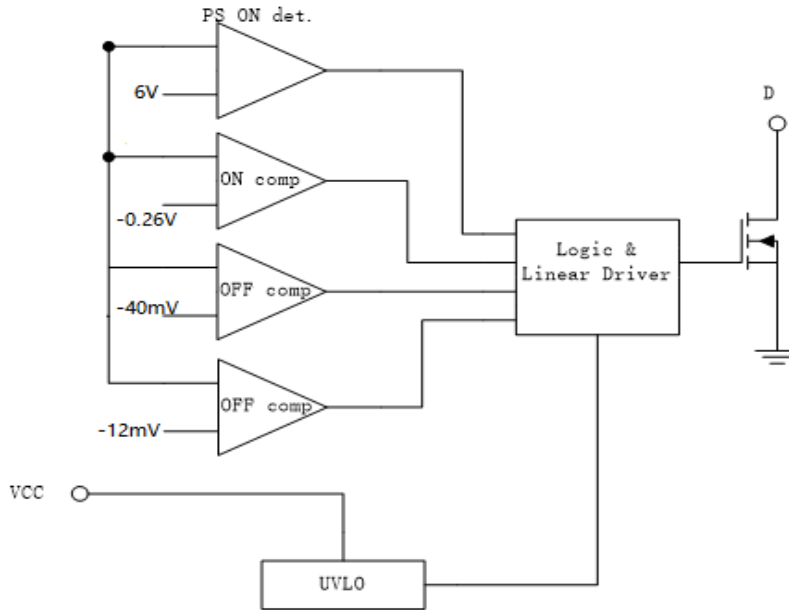 PS ON det.
6V
D
ON comp
-0.26V
Logic &
Linear Driver
OFF comp
-40mV
OFF comp
-12mV
VCC
UVLO